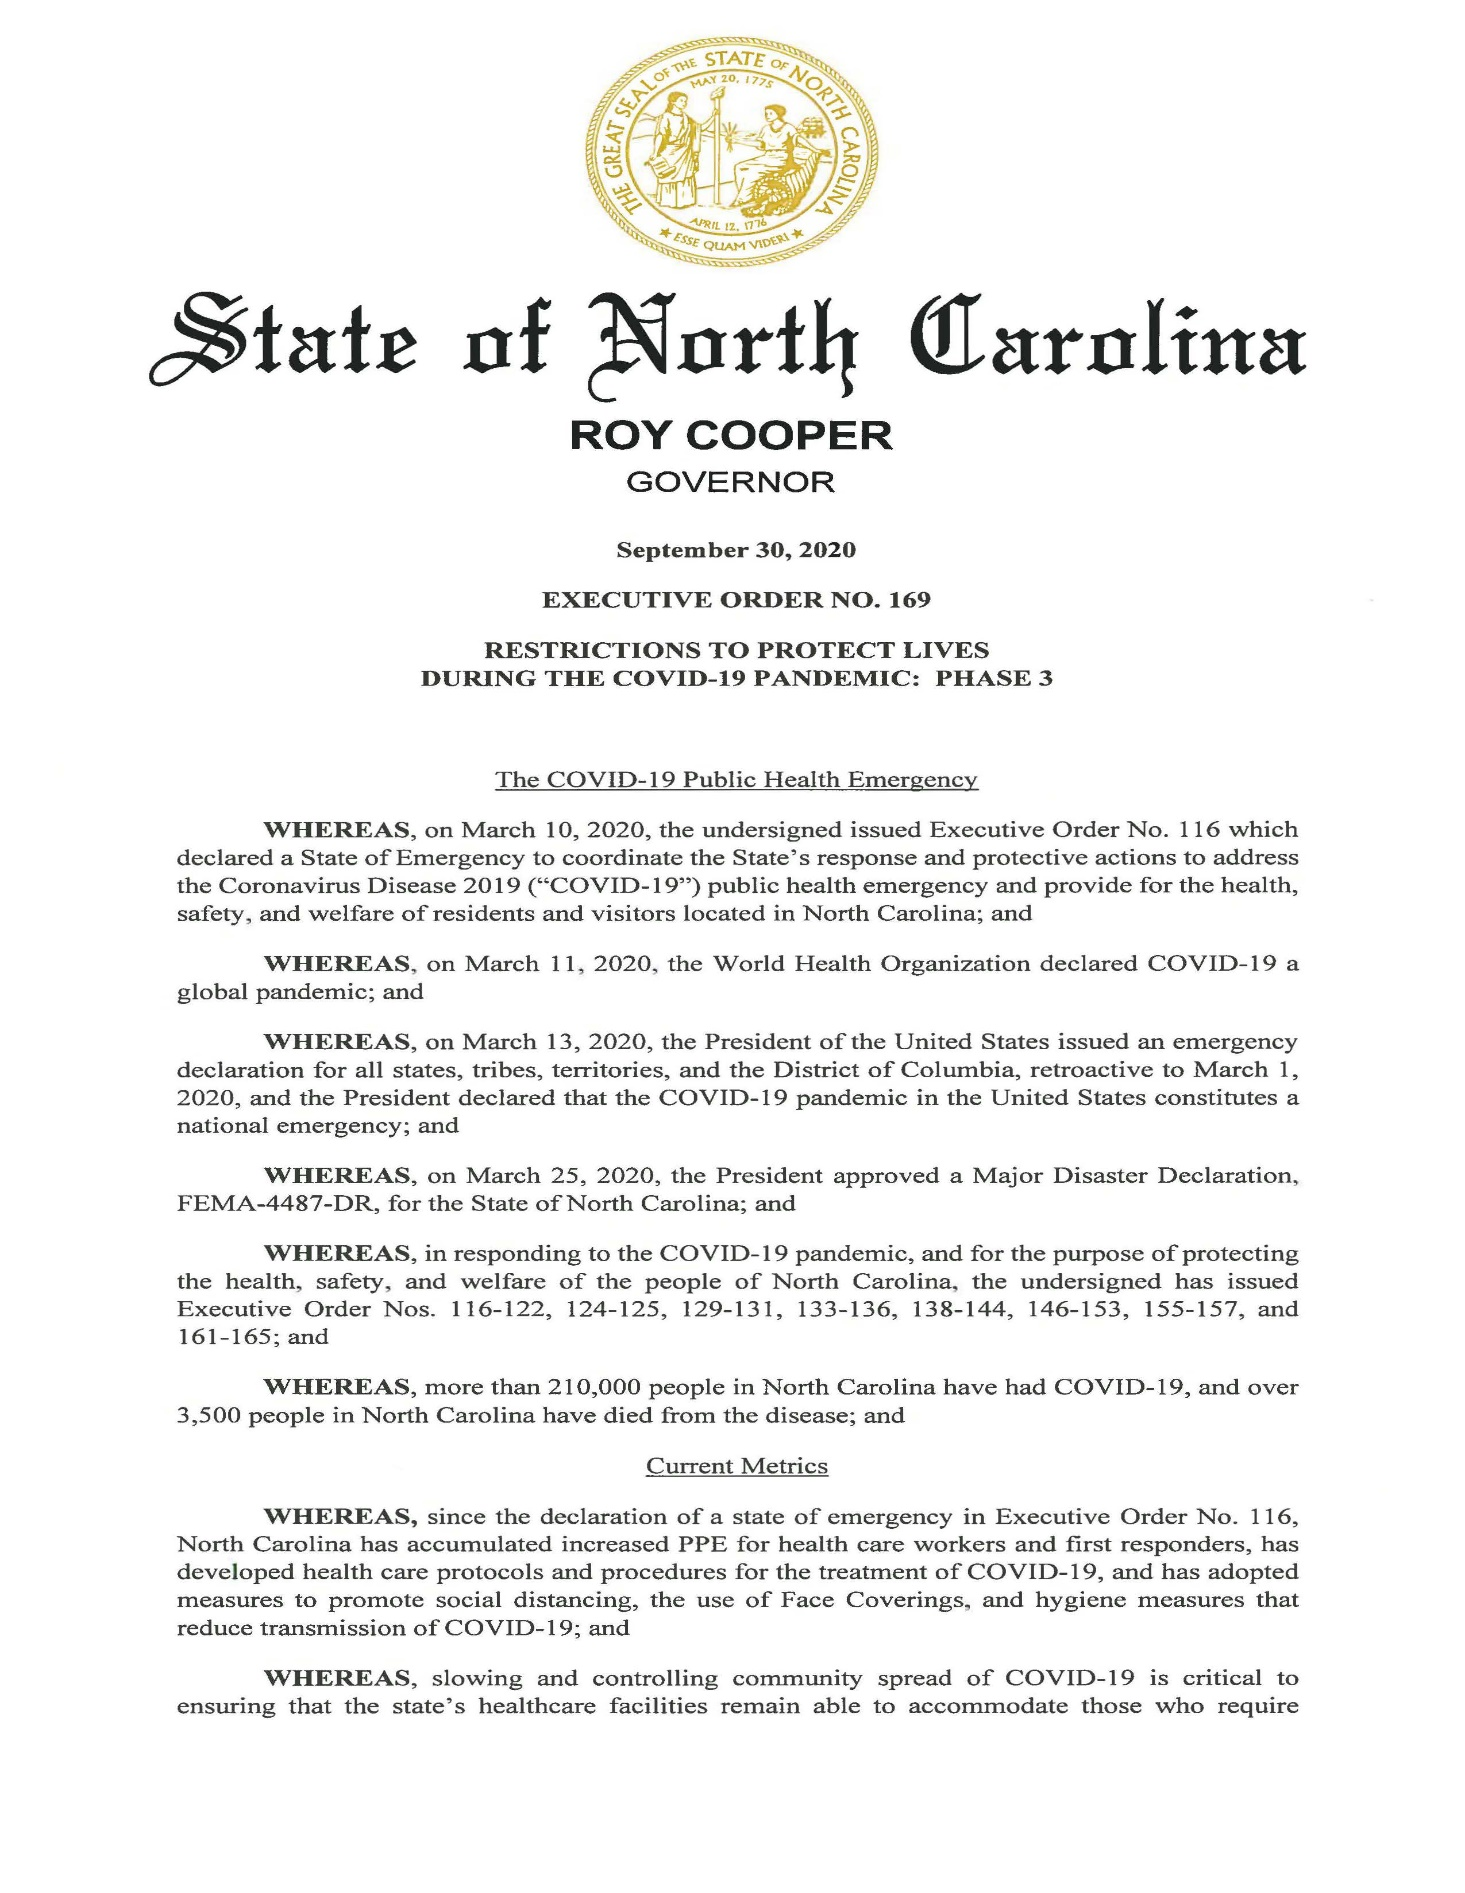 THE GREAT SEAL OF THE STATE OF NORTH CAROLINA
MAY 20, 1775
APRIL 12, 1776
★ ESSE QUAM VIDERI ★
State of North Carolina
ROY COOPER
GOVERNOR
September 30, 2020
EXECUTIVE ORDER NO. 169
RESTRICTIONS TO PROTECT LIVES
DURING THE COVID-19 PANDEMIC: PHASE 3
The COVID-19 Public Health Emergency
WHEREAS, on March 10, 2020, the undersigned issued Executive Order No. 116 which
declared a State of Emergency to coordinate the State's response and protective actions to address
the Coronavirus Disease 2019 (“COVID-19”) public health emergency and provide for the health,
safety, and welfare of residents and visitors located in North Carolina; and
WHEREAS, on March 11, 2020, the World Health Organization declared COVID-19 a
global pandemic; and
WHEREAS, on March 13, 2020, the President of the United States issued an emergency
declaration for all states, tribes, territories, and the District of Columbia, retroactive to March 1,
2020, and the President declared that the COVID-19 pandemic in the United States constitutes a
national emergency; and
WHEREAS, on March 25, 2020, the President approved a Major Disaster Declaration,
FEMA-4487-DR, for the State of North Carolina; and
WHEREAS, in responding to the COVID-19 pandemic, and for the purpose of protecting
the health, safety, and welfare of the people of North Carolina, the undersigned has issued
Executive Order Nos. 116-122, 124-125, 129-131, 133-136, 138-144, 146-153, 155-157, and
161-165; and
WHEREAS, more than 210,000 people in North Carolina have had COVID-19, and over
3,500 people in North Carolina have died from the disease; and
Current Metrics
WHEREAS, since the declaration of a state of emergency in Executive Order No. 116,
North Carolina has accumulated increased PPE for health care workers and first responders, has
developed health care protocols and procedures for the treatment of COVID-19, and has adopted
measures to promote social distancing, the use of Face Coverings, and hygiene measures that
reduce transmission of COVID-19; and
WHEREAS, slowing and controlling community spread of COVID-19 is critical to
ensuring that the state's healthcare facilities remain able to accommodate those who require